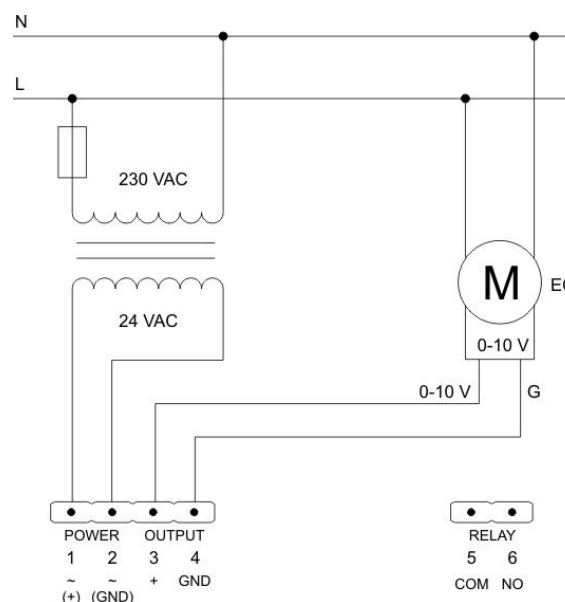 N
L
230 VAC
24 VAC
M
0-10 V
0-10 V G
POWER OUTPUT RELAY
1 2 3 4 5 6
~ ~ + GND COM NO
(+) (GND)